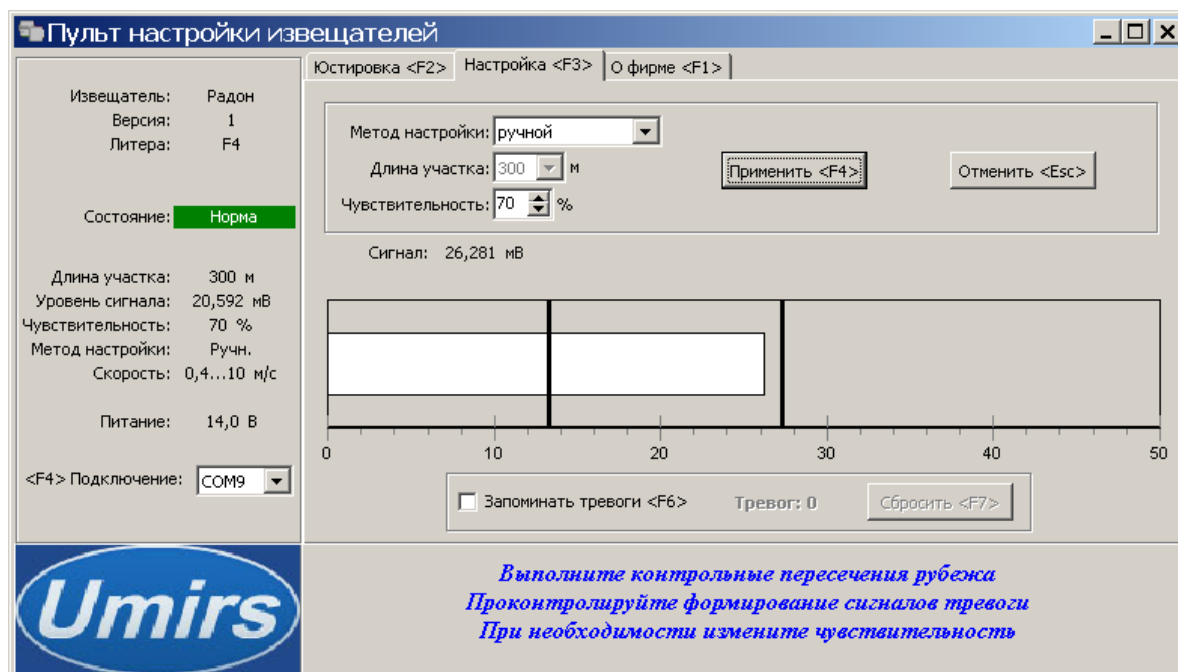 Пульт настройки извещателей
Извещатель: Радон
Версия: 1
Литера: F4
Состояние: Норма
Длина участка: 300 м
Уровень сигнала: 20,592 мВ
Чувствительность: 70 %
Метод настройки: Ручн.
Скорость: 0,4...10 м/с
Питание: 14,0 В
<F4> Подключение: COM9
Юстировка <F2> Настройка <F3> О фирме <F1>
Метод настройки: ручной
Длина участка: 300 м
Чувствительность: 70 %
Применить <F4> Отменить <Esc>
Сигнал: 26,281 мВ
0 10 20 30 40 50
Запоминать тревоги <F6> Тревог: 0 Сбросить <F7>
Umirs
Выполните контрольные пересечения рубежа
Проконтролируйте формирование сигналов тревоги
При необходимости измените чувствительность